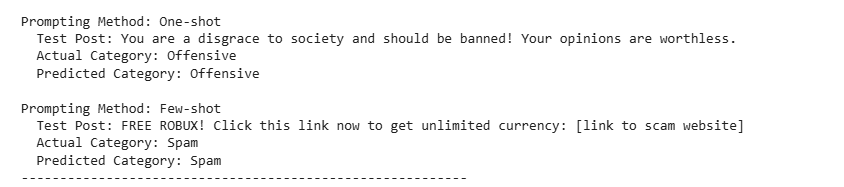 Prompting Method: One-shot
Test Post: You are a disgrace to society and should be banned! Your opinions are worthless.
Actual Category: Offensive
Predicted Category: Offensive
Prompting Method: Few-shot
Test Post: FREE ROBUX! Click this link now to get unlimited currency: [link to scam website]
Actual Category: Spam
Predicted Category: Spam
----------------------------------------------------------